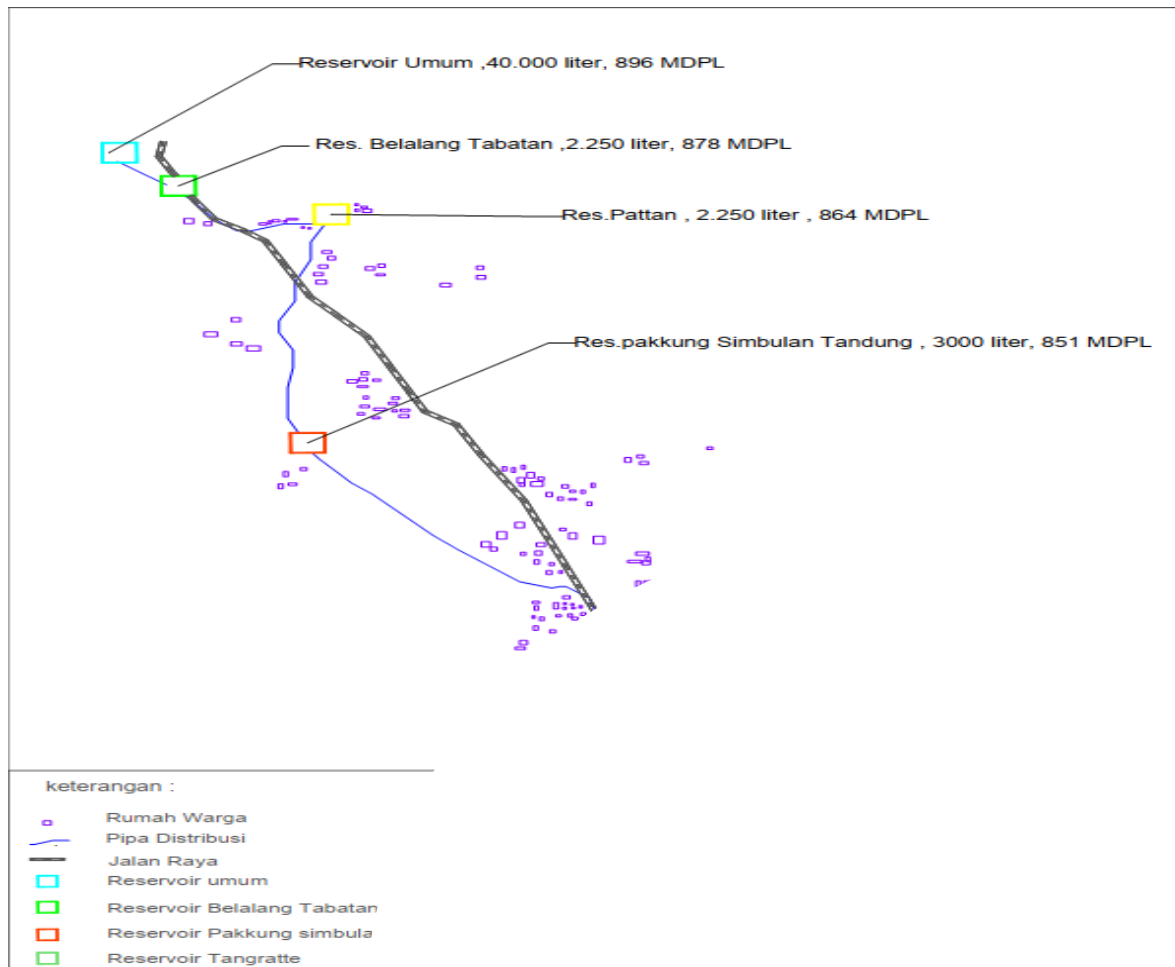 Reservoir Umum ,40.000 liter, 896 MDPL
Res. Belalang Tabatan ,2.250 liter, 878 MDPL
Res.Pattan , 2.250 liter , 864 MDPL
Res.pakkung Simbulan Tandung , 3000 liter, 851 MDPL
keterangan :
Rumah Warga
Pipa Distribusi
Jalan Raya
Reservoir umum
Reservoir Belalang Tabatan
Reservoir Pakkung simbula
Reservoir Tangratte